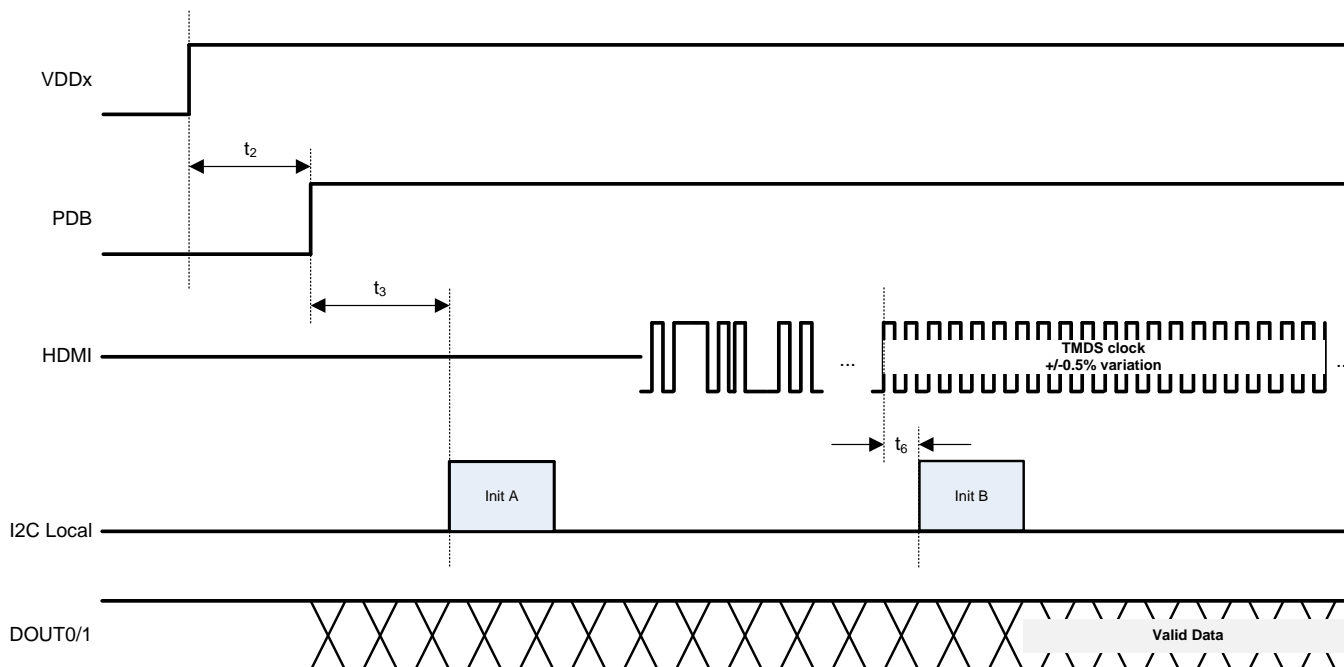 VDDx
t2
PDB
t3
HDMI
...
TMDS clock
+/-0.5% variation
...
t6
Init A
Init B
I2C Local
DOUT0/1
Valid Data